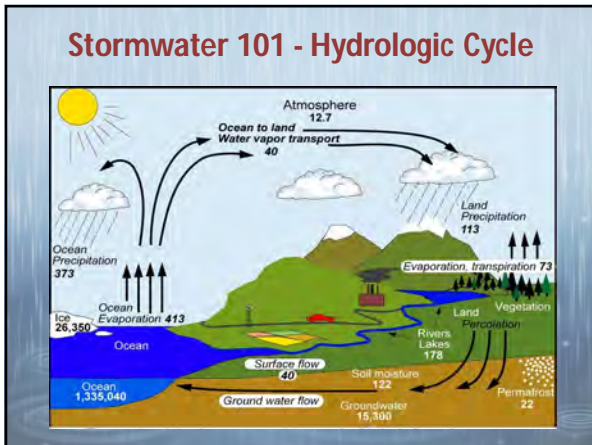 Stormwater 101 - Hydrologic Cycle
Atmosphere
12.7
Ocean to land
Water vapor transport
40
Land
Precipitation
113
Ocean
Precipitation
373
Evaporation, transpiration 73
Ocean
Evaporation 413
Ice
26,350
Vegetation
Land
Percolation
Ocean
Rivers
Lakes
178
Surface flow
40
Soil moisture
122
Permafrost
22
Ocean
1,335,040
Ground water flow
Groundwater
15,300